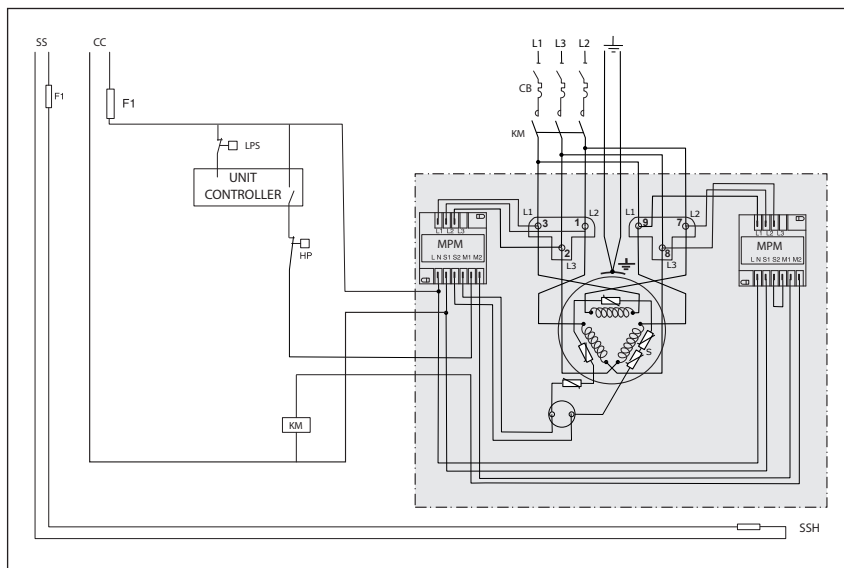 SS CC
L1 L3 L2
F1
F1
CB
KM
LPS
UNIT
CONTROLLER
HP
L1 3 1 L2
L1 9 7 L2
2 L3
8 L3
L1 L2 L3
MPM
L N S1 S2 M1 M2
L1 L2 L3
MPM
L N S1 S2 M1 M2
S
KM
SSH